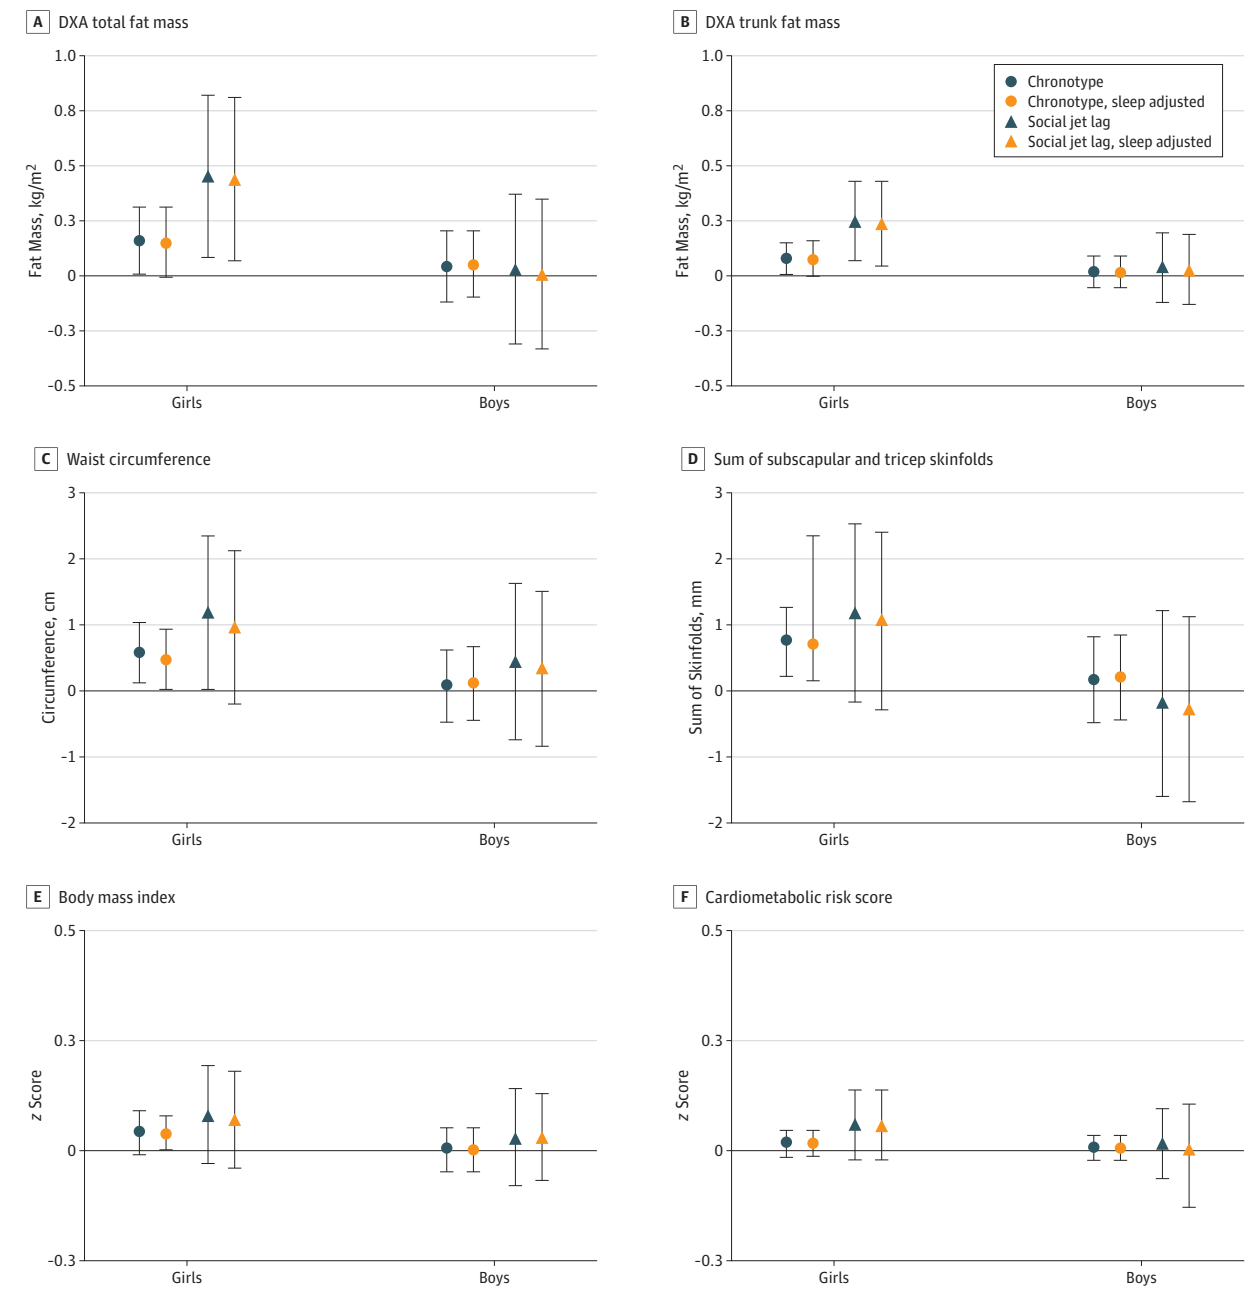 A DXA total fat mass
1.0
0.8
0.5
0.3
0
-0.3
-0.5
Fat Mass, kg/m2
Girls
Boys
B DXA trunk fat mass
1.0
0.8
0.5
0.3
0
-0.3
-0.5
Fat Mass, kg/m2
Chronotype
Chronotype, sleep adjusted
Social jet lag
Social jet lag, sleep adjusted
Girls
Boys
C Waist circumference
3
2
1
0
-1
-2
Circumference, cm
Girls
Boys
D Sum of subscapular and tricep skinfolds
3
2
1
0
-1
-2
Sum of Skinfolds, mm
Girls
Boys
E Body mass index
0.5
0.3
0
-0.3
z Score
Girls
Boys
F Cardiometabolic risk score
0.5
0.3
0
-0.3
z Score
Girls
Boys